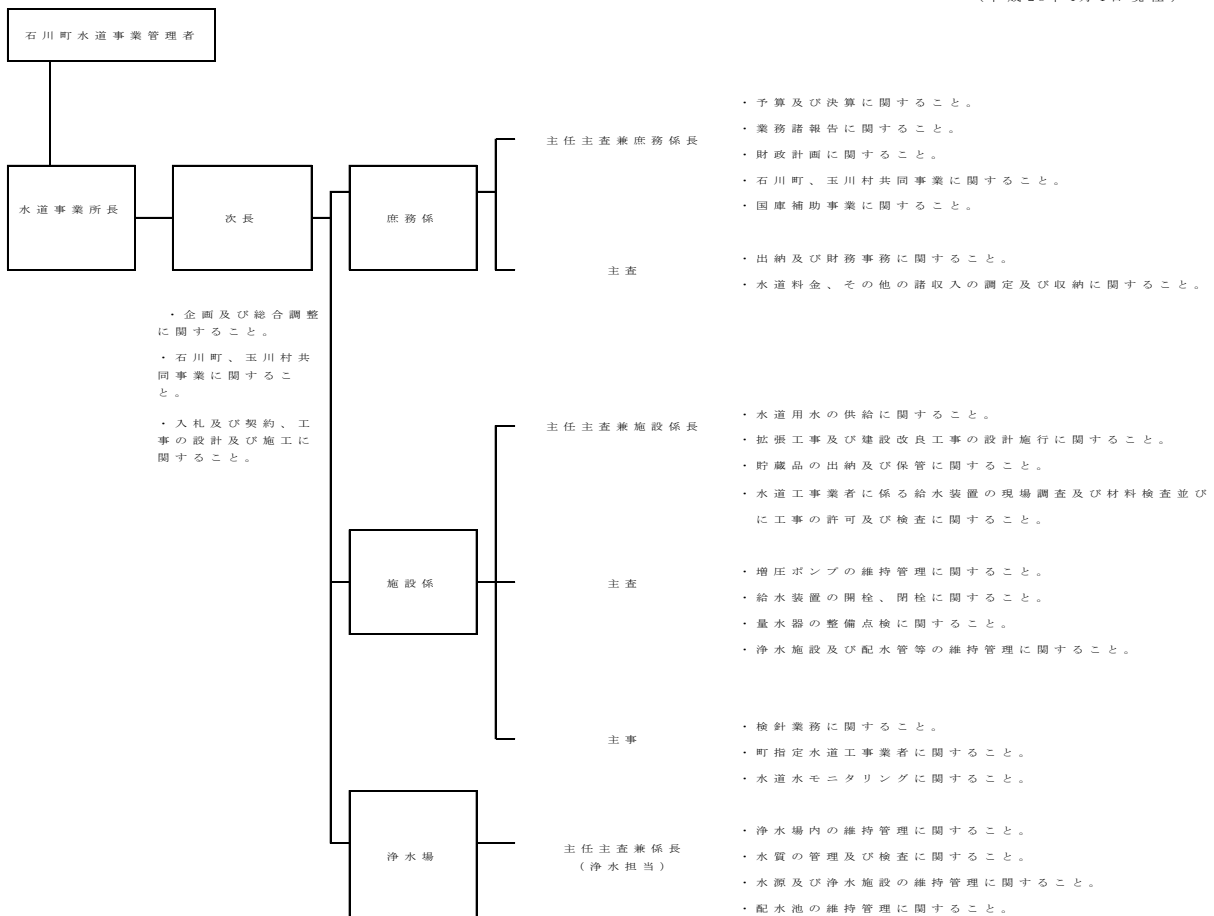 石川町水道事業管理者
水道事業所長
次長
・企画及び総合調整
に関すること。
・石川町、玉川村共
同事業に関するこ
と。
・入札及び契約、工
事の設計及び施工に
関すること。
庶務係
主任主査兼庶務係長
・予算及び決算に関すること。
・業務諸報告に関すること。
・財政計画に関すること。
・石川町、玉川村共同事業に関すること。
・国庫補助事業に関すること。
主査
・出納及び財務事務に関すること。
・水道料金、その他の諸収入の調定及び収納に関すること。
施設係
主任主査兼施設係長
・水道用水の供給に関すること。
・拡張工事及び建設改良工事の設計施行に関すること。
・貯蔵品の出納及び保管に関すること。
・水道工事業者に係る給水装置の現場調査及び材料検査並び
に工事の許可及び検査に関すること。
主査
・増圧ポンプの維持管理に関すること。
・給水装置の開栓、閉栓に関すること。
・量水器の整備点検に関すること。
・浄水施設及び配水管等の維持管理に関すること。
主事
・検針業務に関すること。
・町指定水道工事業者に関すること。
・水道水モニタリングに関すること。
浄水場
主任主査兼係長
（浄水担当）
・浄水場内の維持管理に関すること。
・水質の管理及び検査に関すること。
・水源及び浄水施設の維持管理に関すること。
・配水池の維持管理に関すること。